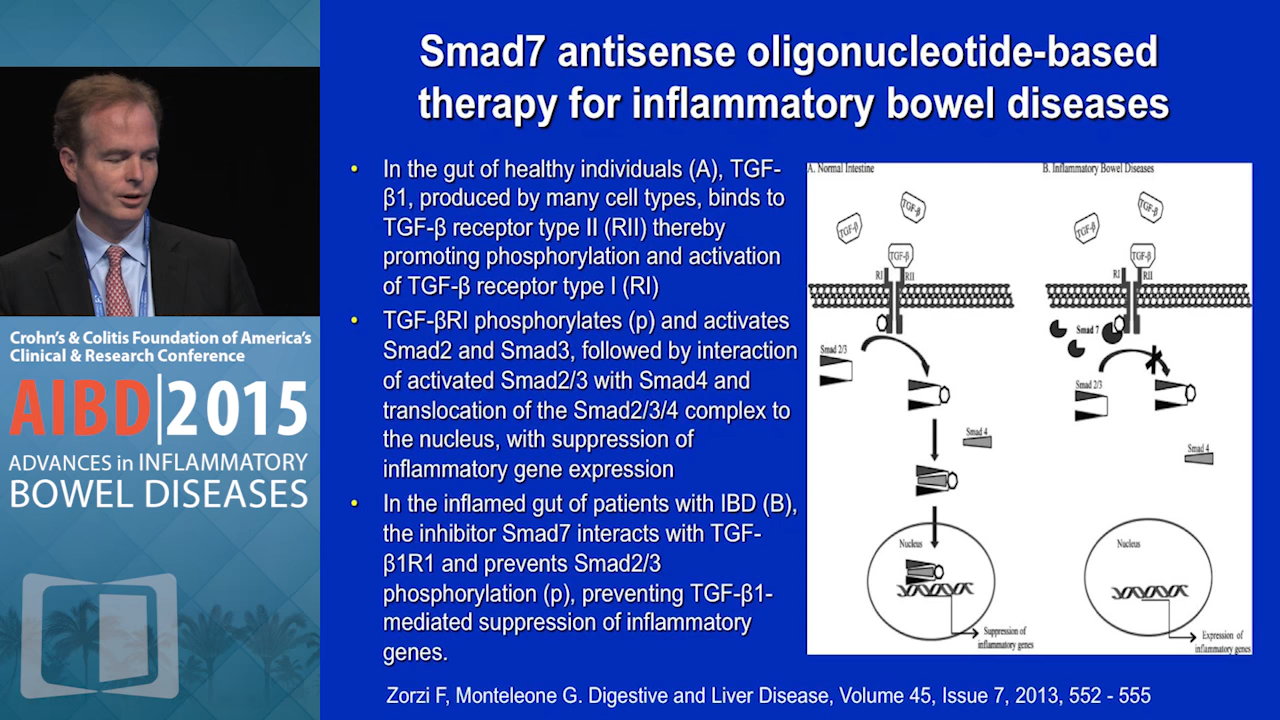 Smad7 antisense oligonucleotide-based
therapy for inflammatory bowel diseases
• In the gut of healthy individuals (A), TGF-
β1, produced by many cell types, binds to
TGF-β receptor type II (RII) thereby
promoting phosphorylation and activation
of TGF-β receptor type I (RI)
• TGF-βRI phosphorylates (p) and activates
Smad2 and Smad3, followed by interaction
of activated Smad2/3 with Smad4 and
translocation of the Smad2/3/4 complex to
the nucleus, with suppression of
inflammatory gene expression
• In the inflamed gut of patients with IBD (B),
the inhibitor Smad7 interacts with TGF-
β1R1 and prevents Smad2/3
phosphorylation (p), preventing TGF-β1-
mediated suppression of inflammatory
genes.
A. Normal Intestine
TGF-β
TGF-β
TGF-β
RI
RII
Smad 2/3
Smad 4
Nucleus
Suppression of
inflammatory genes
B. Inflammatory Bowel Diseases
TGF-β
TGF-β
TGF-β
RI
RII
Smad 7
Smad 2/3
Smad 4
Nucleus
Expression of
inflammatory genes
Zorzi F, Monteleone G. Digestive and Liver Disease, Volume 45, Issue 7, 2013, 552 - 555
Crohn's & Colitis Foundation of America's
Clinical & Research Conference
AIBD|2015
ADVANCES in INFLAMMATORY
BOWEL DISEASES